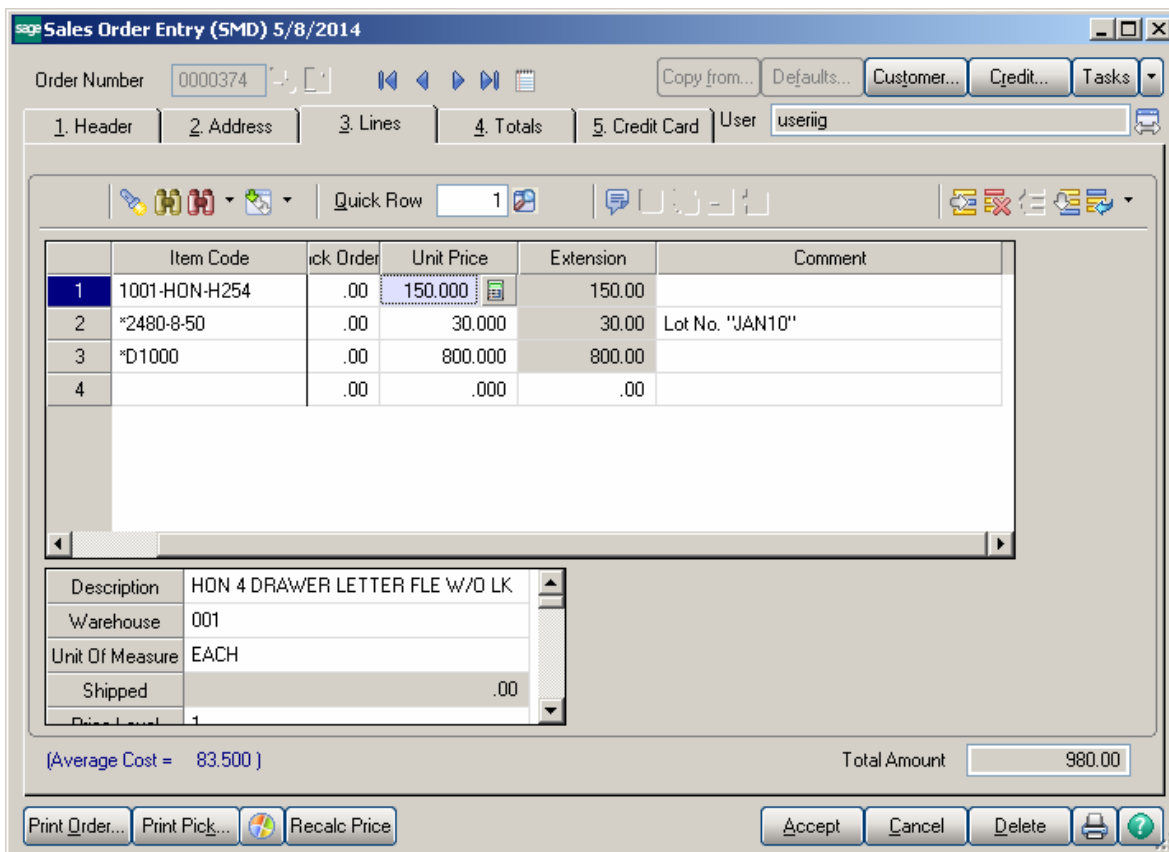 sage Sales Order Entry (SMD) 5/8/2014
Order Number 0000374 Copy from... Defaults... Customer... Credit... Tasks
1. Header 2. Address 3. Lines 4. Totals 5. Credit Card User useriig
Quick Row 1
Item Code ick Order Unit Price Extension Comment
1 1001-HON-H254 .00 150.000 150.00
2 *2480-8-50 .00 30.000 30.00 Lot No. "JAN10"
3 *D1000 .00 800.000 800.00
4 .00 .000 .00
Description HON 4 DRAWER LETTER FLE W/O LK
Warehouse 001
Unit Of Measure EACH
Shipped .00
Price Level 1
(Average Cost = 83.500 ) Total Amount 980.00
Print Order... Print Pick... Recalc Price Accept Cancel Delete